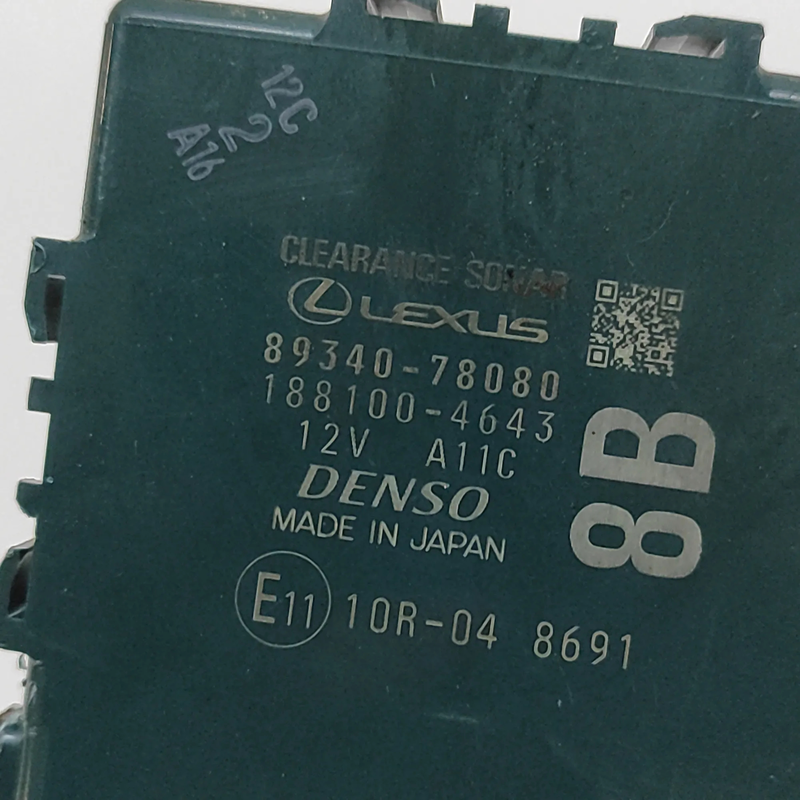 12C
2
A16
CLEARANCE SONAR
LEXUS
89340-78080
188100-4643
12V A11C
DENSO
MADE IN JAPAN
8B
E11 10R-04 8691